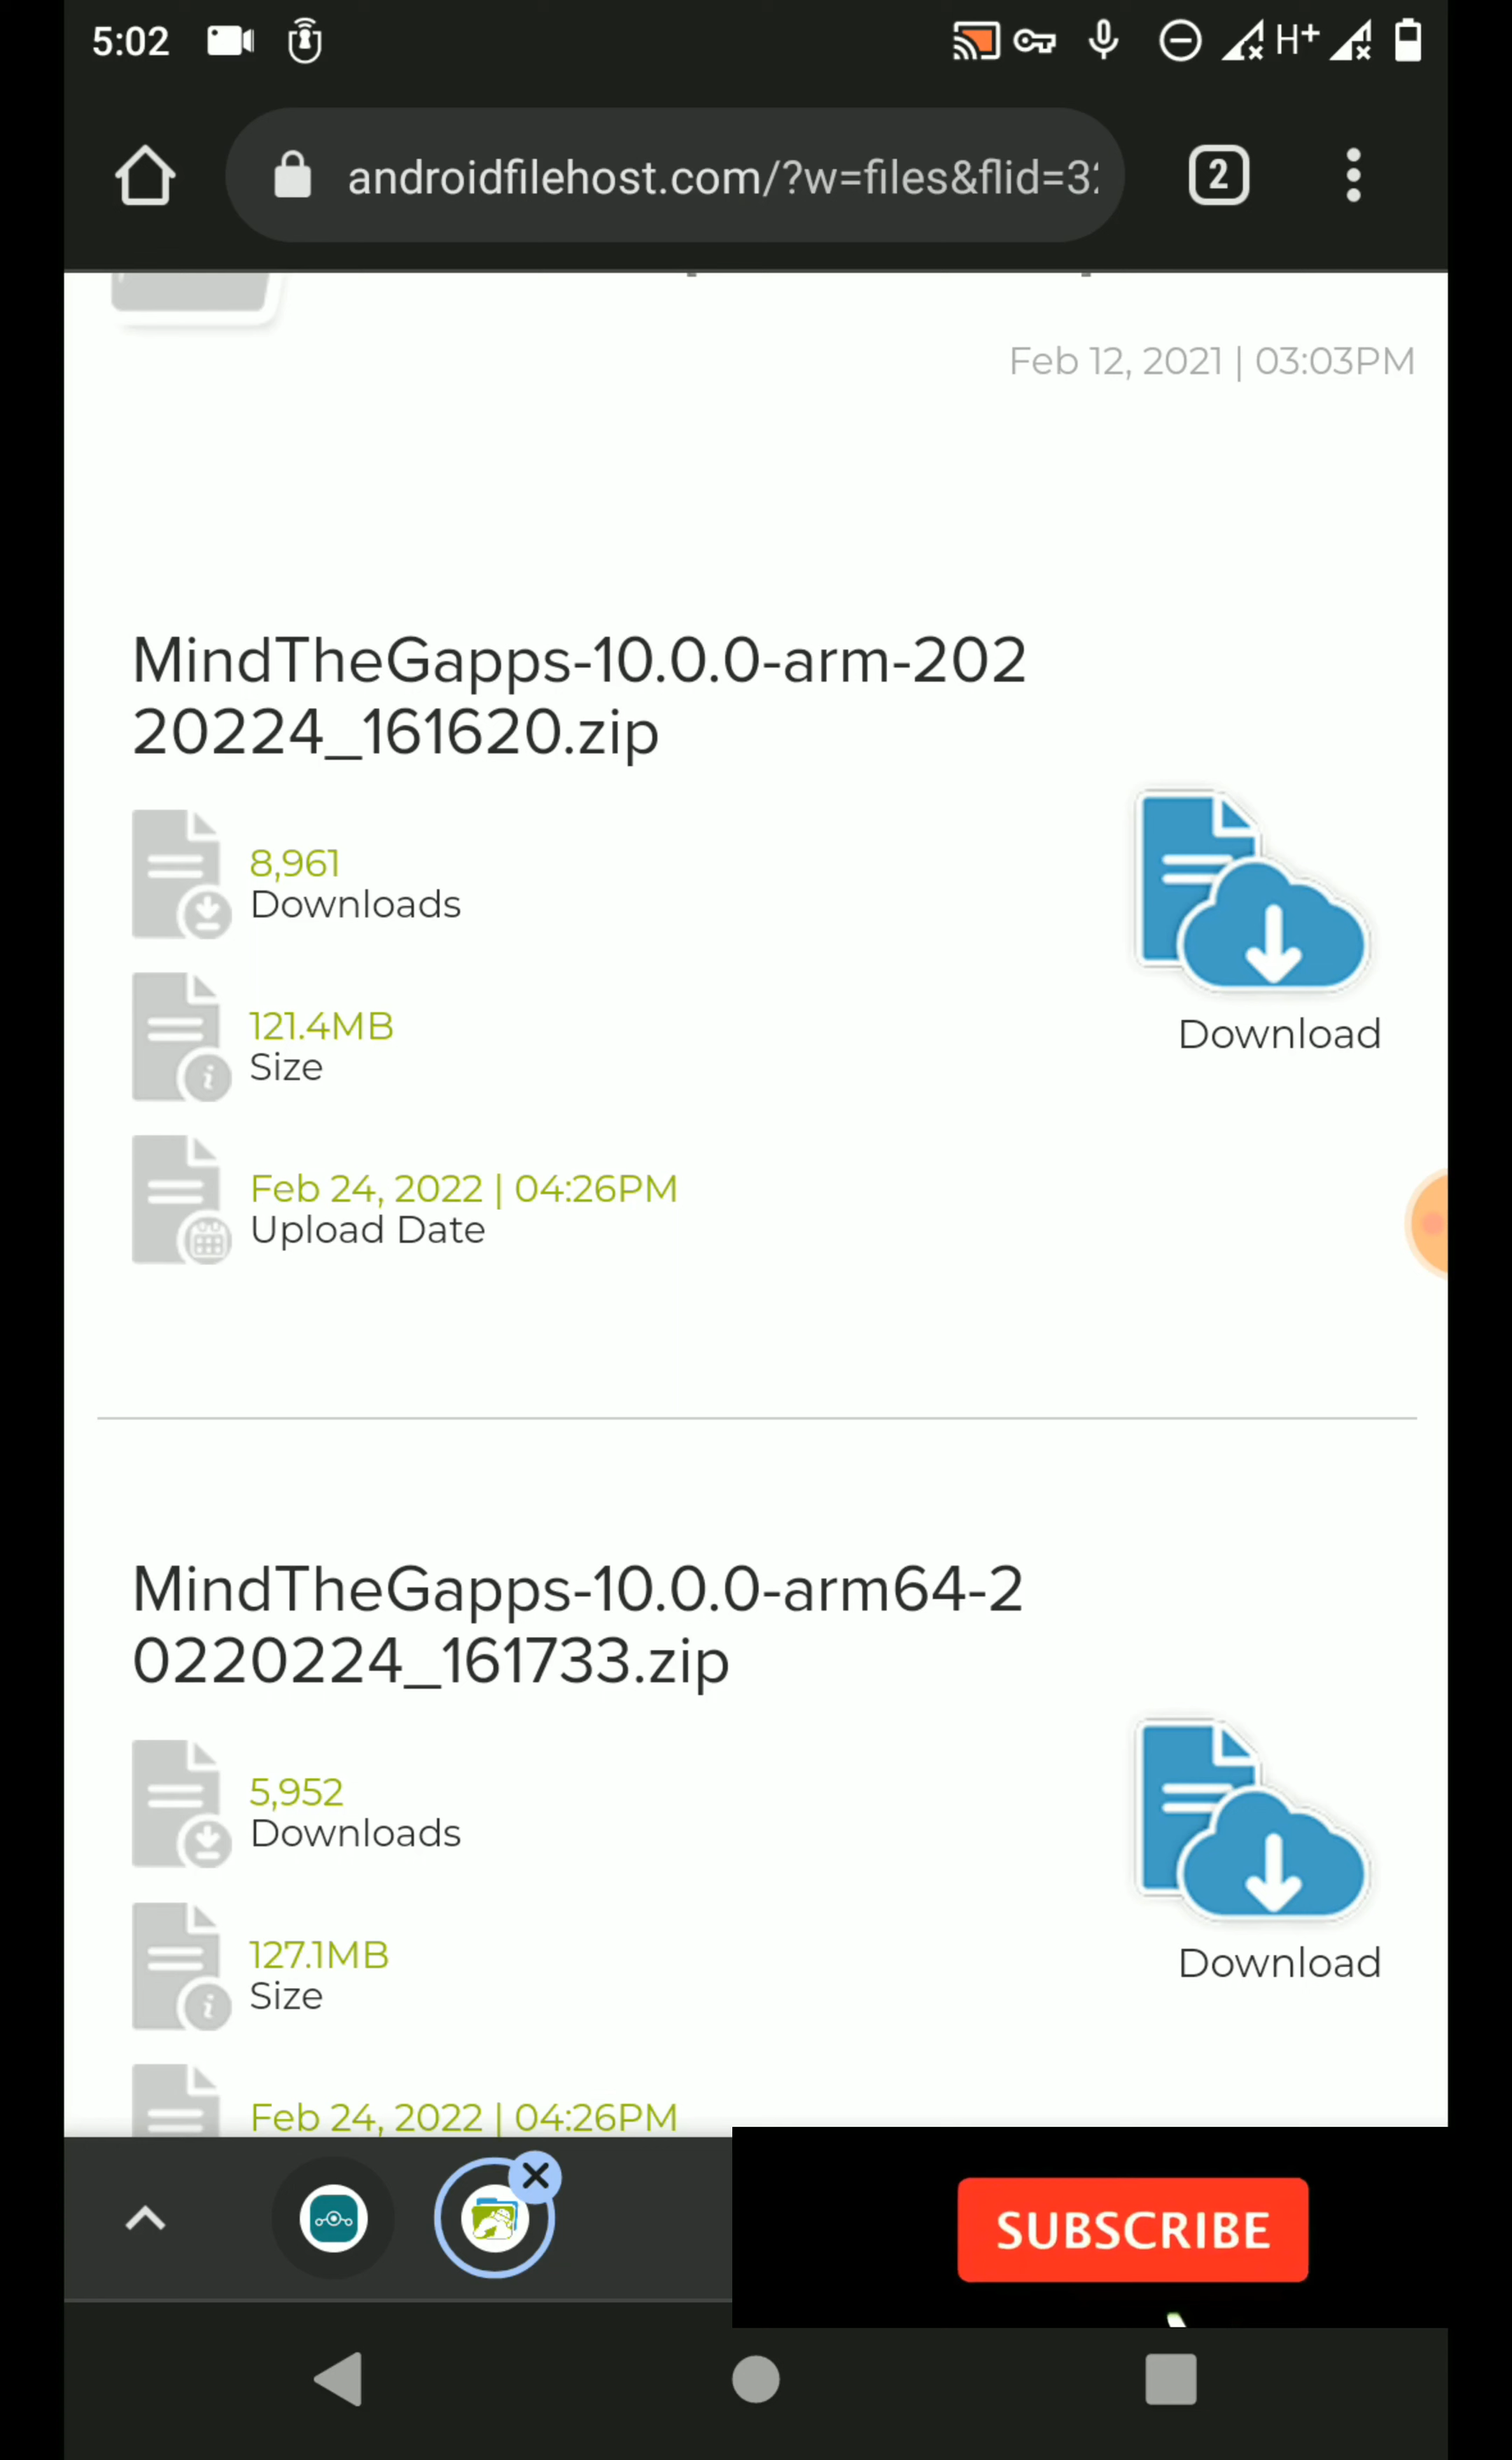 5:02
H+
androidfilehost.com/?w=files&flid=3
2
Feb 12, 2021 | 03:03PM
MindTheGapps-10.0.0-arm-202
20224_161620.zip
8,961
Downloads
Download
121.4MB
Size
Feb 24, 2022 | 04:26PM
Upload Date
MindTheGapps-10.0.0-arm64-2
0220224_161733.zip
5,952
Downloads
Download
127.1MB
Size
Feb 24, 2022 | 04:26PM
SUBSCRIBE